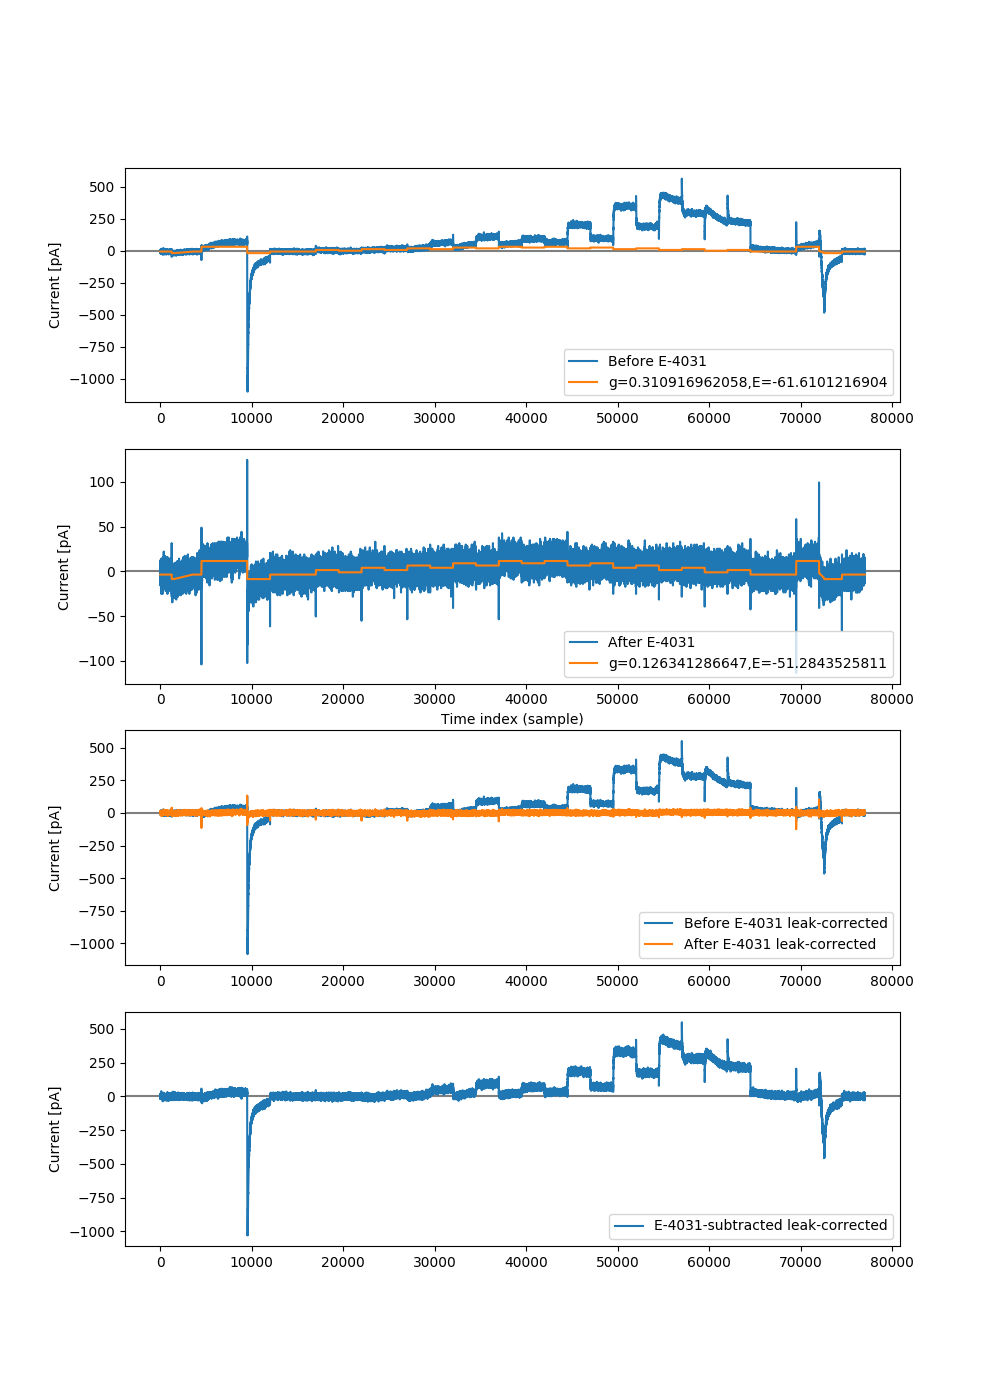 500
250
0
−250
−500
−750
−1000
Current [pA]
Before E-4031
g=0.310916962058,E=-61.6101216904
0 10000 20000 30000 40000 50000 60000 70000 80000
100
50
0
−50
−100
Current [pA]
After E-4031
g=0.126341286647,E=-51.2843525811
0 10000 20000 30000 40000 50000 60000 70000 80000
Time index (sample)
500
250
0
−250
−500
−750
−1000
Current [pA]
Before E-4031 leak-corrected
After E-4031 leak-corrected
0 10000 20000 30000 40000 50000 60000 70000 80000
500
250
0
−250
−500
−750
−1000
Current [pA]
E-4031-subtracted leak-corrected
0 10000 20000 30000 40000 50000 60000 70000 80000